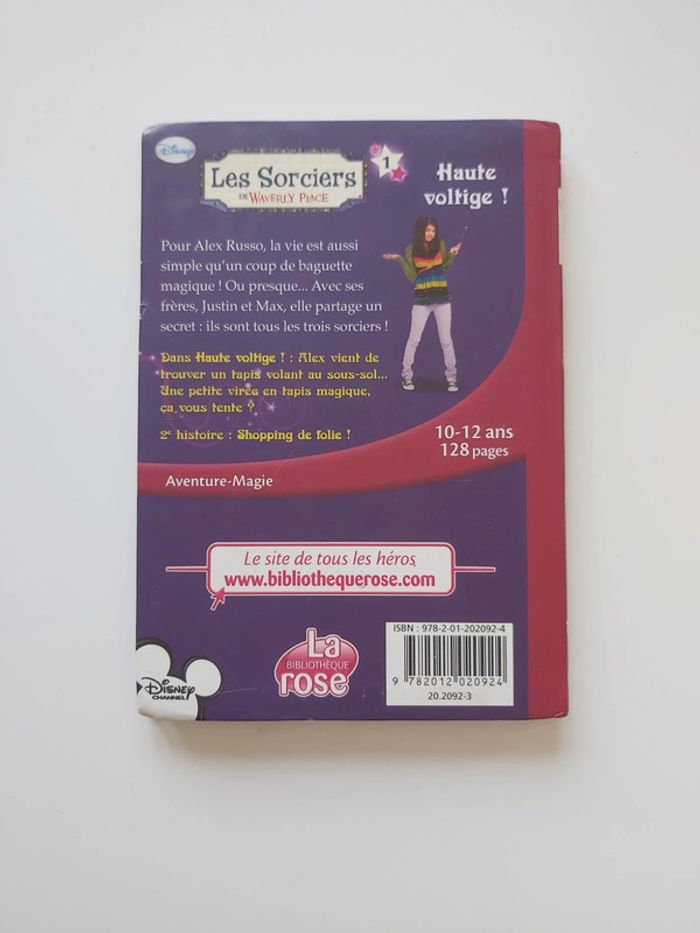 Disney
Les Sorciers
DE WAVERLY PLACE
1
Haute
voltige !
Pour Alex Russo, la vie est aussi
simple qu'un coup de baguette
magique ! Ou presque... Avec ses
frères, Justin et Max, elle partage un
secret : ils sont tous les trois sorciers !
Dans Haute voltige ! : Alex vient de
trouver un tapis volant au sous-sol...
Une petite virée en tapis magique,
ça vous tente ?
2e histoire : Shopping de folie !
10-12 ans
128 pages
Aventure-Magie
Le site de tous les héros
www.bibliothequerose.com
La
BIBLIOTHÈQUE
rose
Disney
CHANNEL
ISBN : 978-2-01-202092-4
9 782012 020924
20.2092-3